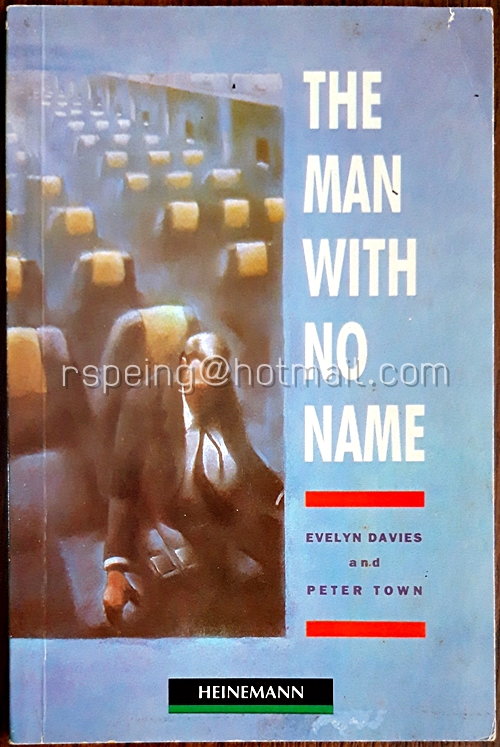 THE
MAN
WITH
NO
NAME
rspeing@hotmail.com
EVELYN DAVIES
and
PETER TOWN
HEINEMANN